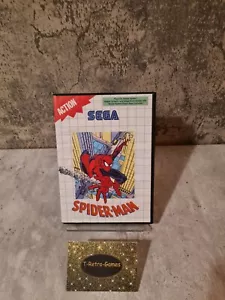 ACTION
SEGA
SPIDER-MAN
T-Retro-Games